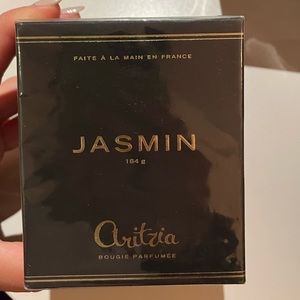 FAITE À LA MAIN EN FRANCE
JASMIN
184 g
aritzia
BOUGIE PARFUMÉE